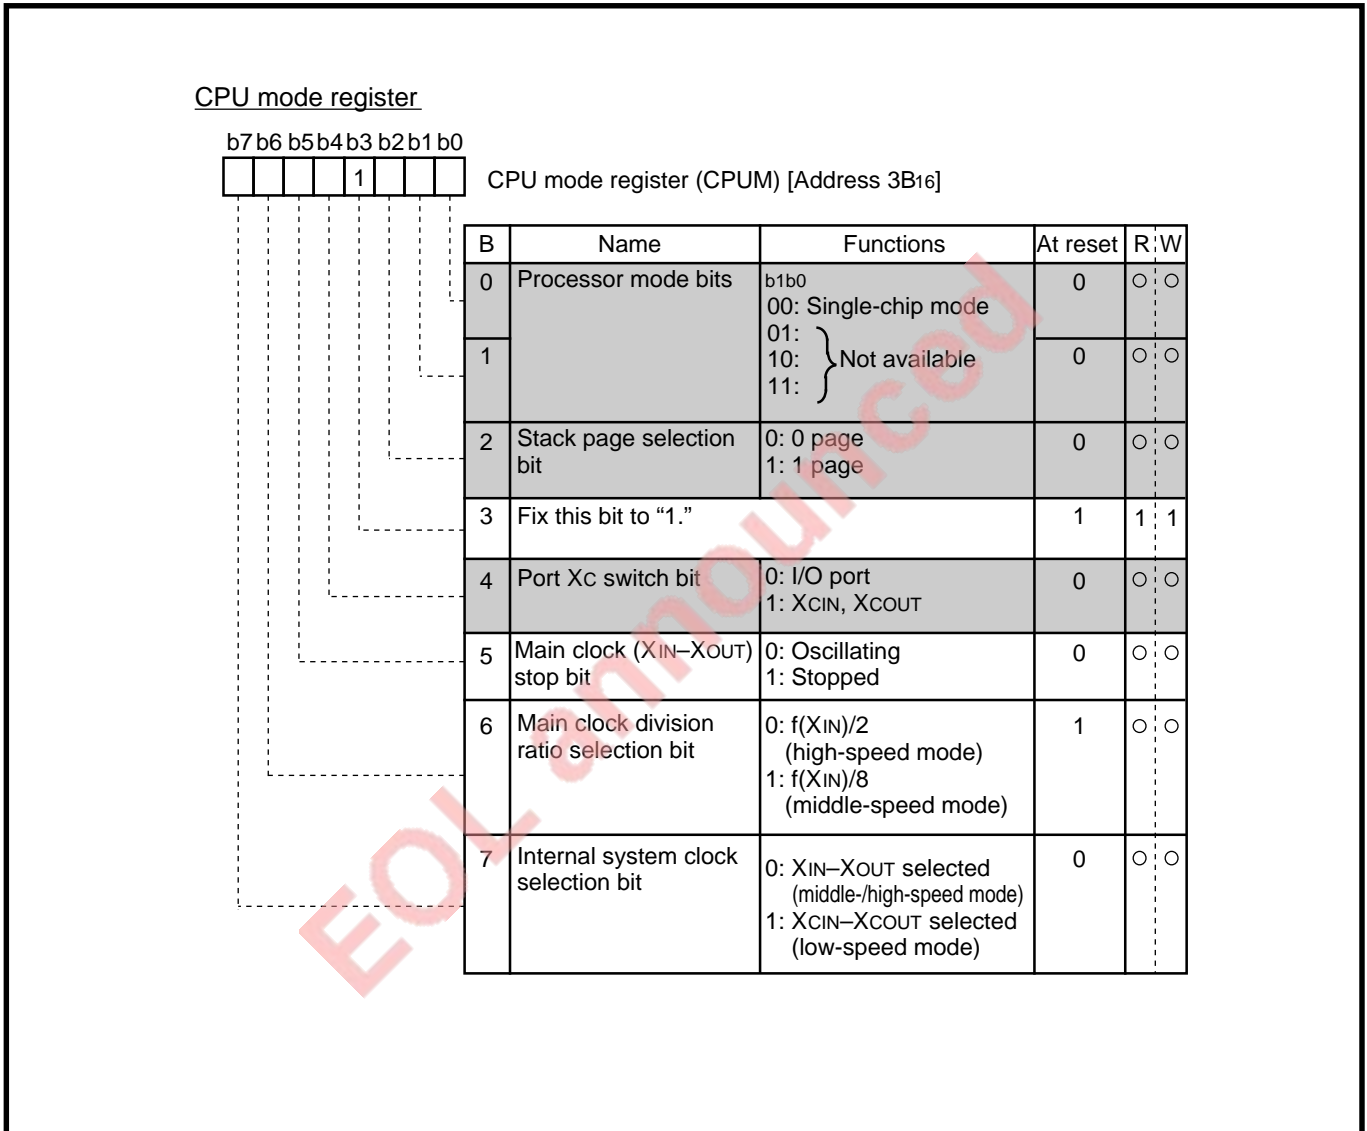 CPU mode register
b7 b6 b5 b4 b3 b2 b1 b0
1
CPU mode register (CPUM) [Address 3B16]
B Name Functions At reset R W
0 Processor mode bits b1b0 0 ○ ○
00: Single-chip mode
01:
1 10: Not available 0 ○ ○
11:
2 Stack page selection 0: 0 page 0 ○ ○
bit 1: 1 page
3 Fix this bit to “1.” 1 1 1
4 Port XC switch bit 0: I/O port 0 ○ ○
1: XCIN, XCOUT
5 Main clock (XIN–XOUT) 0: Oscillating 0 ○ ○
stop bit 1: Stopped
6 Main clock division 0: f(XIN)/2 1 ○ ○
ratio selection bit (high-speed mode)
1: f(XIN)/8
(middle-speed mode)
7 Internal system clock 0: XIN–XOUT selected 0 ○ ○
selection bit (middle-/high-speed mode)
1: XCIN–XCOUT selected
(low-speed mode)
EOL announced